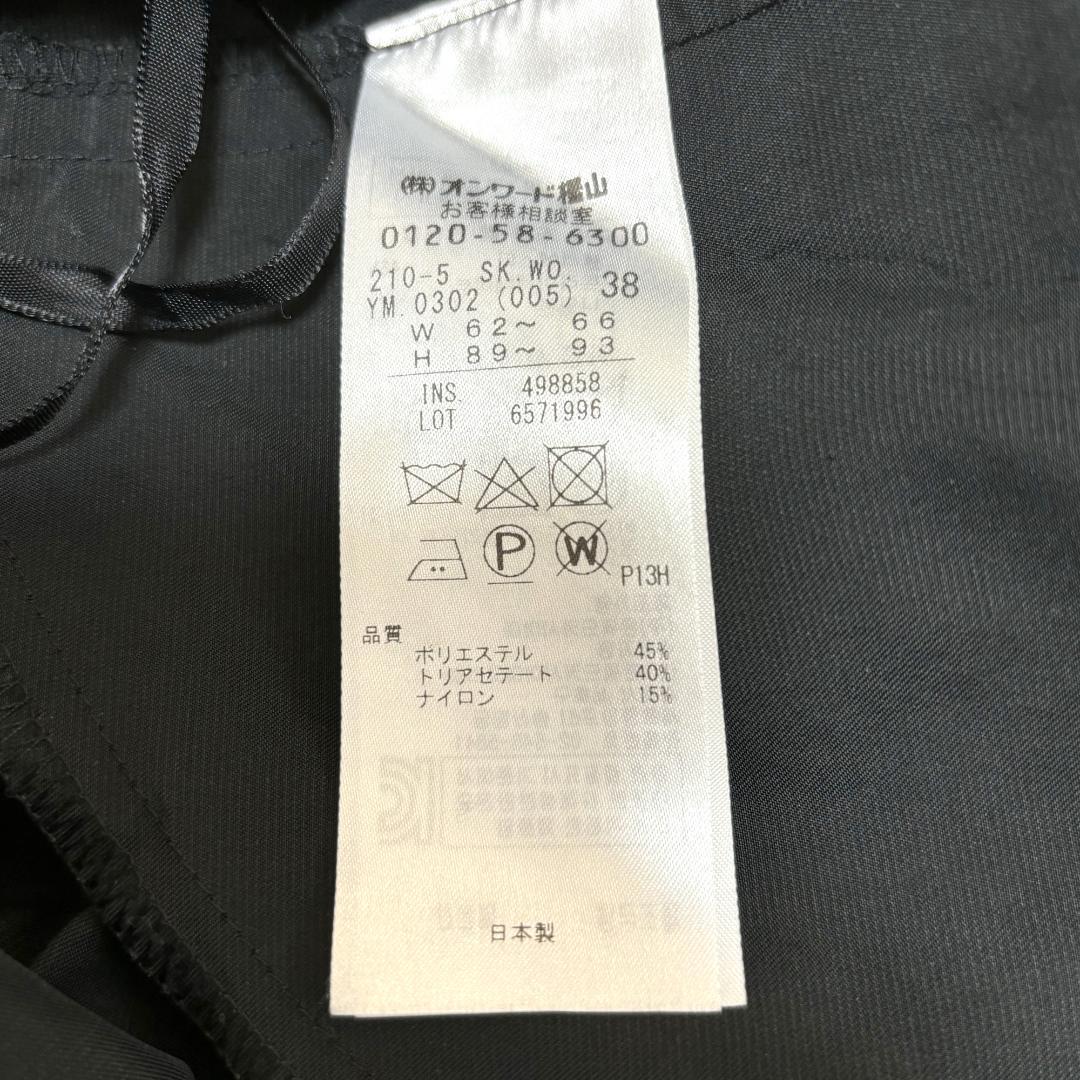 (株)オンワード樫山
お客様相談室
0120-58-6300
210-5 SK.WO. 38
YM.0302 (005)
W 62～ 66
H 89～ 93
INS. 498858
LOT 6571996
P W P13H
品質
ポリエステル 45%
トリアセテート 40%
ナイロン 15%
日本製